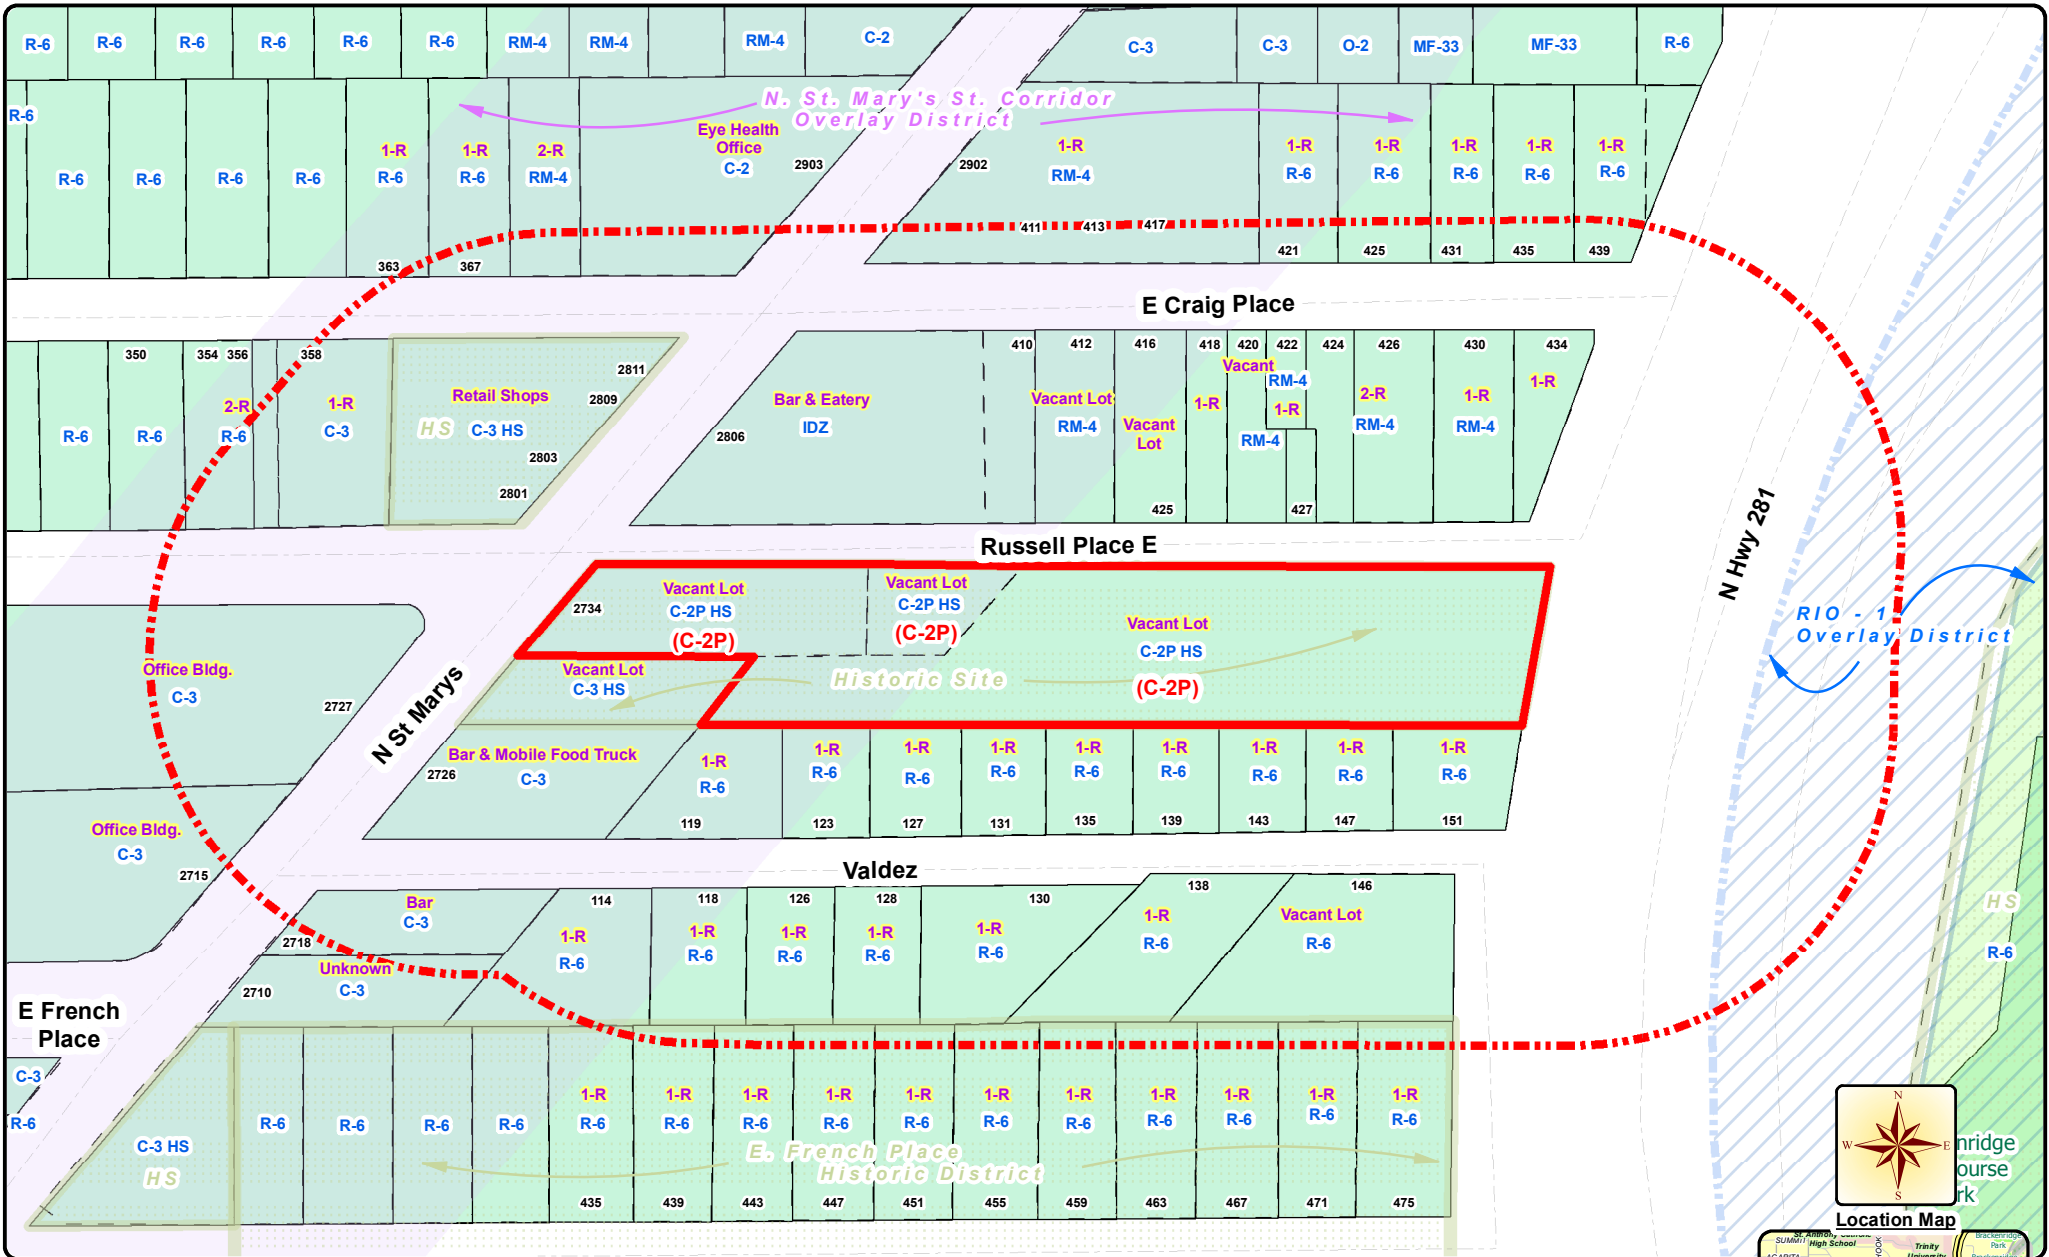 R-6
R-6
R-6
R-6
R-6
R-6
RM-4
RM-4
RM-4
C-2
C-3
C-3
O-2
MF-33
MF-33
R-6
R-6
N. St. Mary's St. Corridor
Overlay District
R-6
R-6
R-6
R-6
1-R
R-6
363
1-R
R-6
367
2-R
RM-4
Eye Health
Office
C-2
2903
2902
1-R
RM-4
411
413
417
1-R
R-6
421
1-R
R-6
425
1-R
R-6
431
1-R
R-6
435
1-R
R-6
439
E Craig Place
R-6
350
R-6
354
356
2-R
R-6
358
1-R
C-3
Retail Shops
HS
C-3 HS
2811
2809
2803
2801
Bar & Eatery
IDZ
2806
410
412
Vacant Lot
RM-4
416
Vacant
Lot
425
418
1-R
420
Vacant
422
RM-4
1-R
RM-4
427
424
426
2-R
RM-4
430
1-R
RM-4
434
1-R
Russell Place E
N Hwy 281
2734
Vacant Lot
C-2P HS
(C-2P)
Vacant Lot
C-2P HS
(C-2P)
Vacant Lot
C-2P HS
(C-2P)
Vacant Lot
C-3 HS
Historic Site
RIO - 1
Overlay District
Office Bldg.
C-3
2727
N St Marys
Office Bldg.
C-3
2715
Bar & Mobile Food Truck
C-3
2726
1-R
R-6
119
1-R
R-6
123
1-R
R-6
127
1-R
R-6
131
1-R
R-6
135
1-R
R-6
139
1-R
R-6
143
1-R
R-6
147
1-R
R-6
151
Valdez
Bar
C-3
2718
Unknown
C-3
2710
114
1-R
R-6
118
1-R
R-6
126
1-R
R-6
128
1-R
R-6
130
1-R
R-6
138
1-R
R-6
146
Vacant Lot
R-6
HS
R-6
E French
Place
C-3
R-6
C-3 HS
HS
R-6
R-6
R-6
R-6
1-R
R-6
435
1-R
R-6
439
1-R
R-6
443
1-R
R-6
447
1-R
R-6
451
1-R
R-6
455
1-R
R-6
459
1-R
R-6
463
1-R
R-6
467
1-R
R-6
471
1-R
R-6
475
E. French Place
Historic District
N
W
E
S
nridge
ourse
rk
Location Map
St. Anthony Catholic
High School
SUMMIT
Trinity
University
Brackenridge
Park